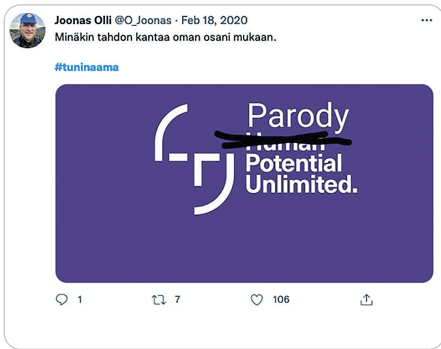 Joonas Olli @O_Joonas · Feb 18, 2020
Minäkin tahdon kantaa oman osani mukaan.
#tuninaama
Parody
Human
Potential
Unlimited.
1 7 106